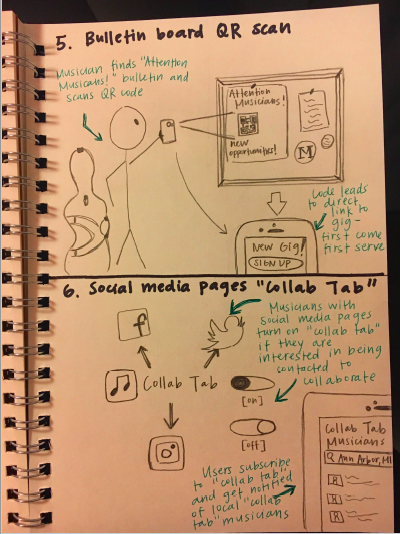 5. Bulletin board QR scan
Musician finds "Attention
Musicans!" bulletin and
scans QR code
Attention
Musicians!
new
opportunities!
M
Code leads
to direct
link to
gig -
first come
first serve
New Gig!
SIGN UP
6. Social media pages "Collab Tab"
Musicians with
social media pages
turn on "collab tab"
if they are
interested in being
contacted to
collaborate
f
Collab Tab
[on]
[off]
Users subscribe
to "collab tab"
and get notified
of local "collab
tab" musicians
Collab Tab
Musicians
Ann Arbor, MI